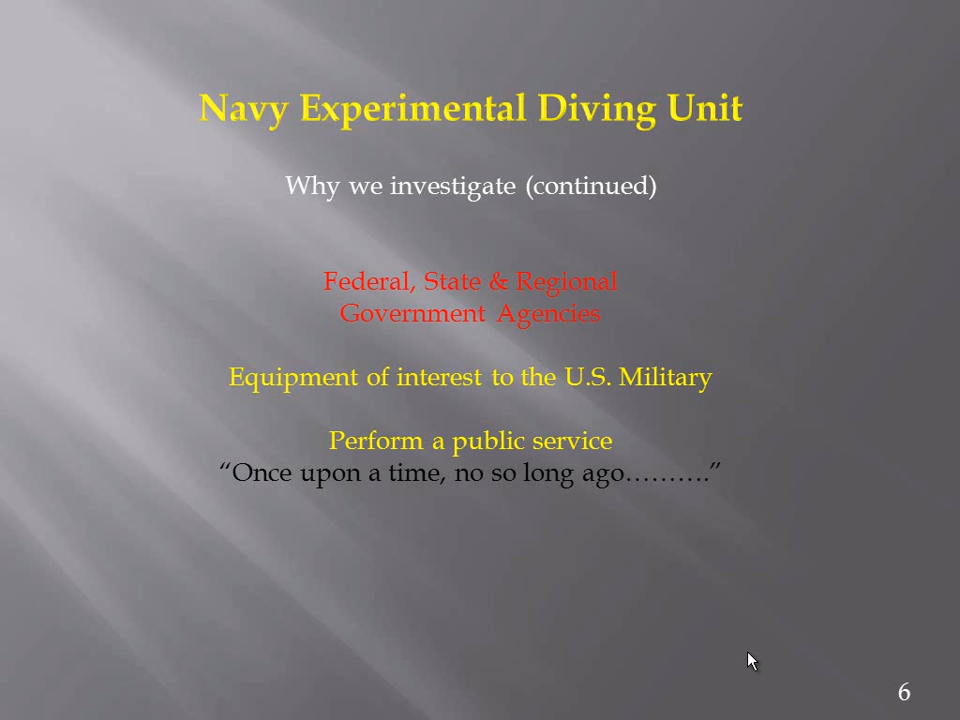 Navy Experimental Diving Unit
Why we investigate (continued)
Federal, State & Regional
Government Agencies
Equipment of interest to the U.S. Military
Perform a public service
“Once upon a time, no so long ago……….”
6